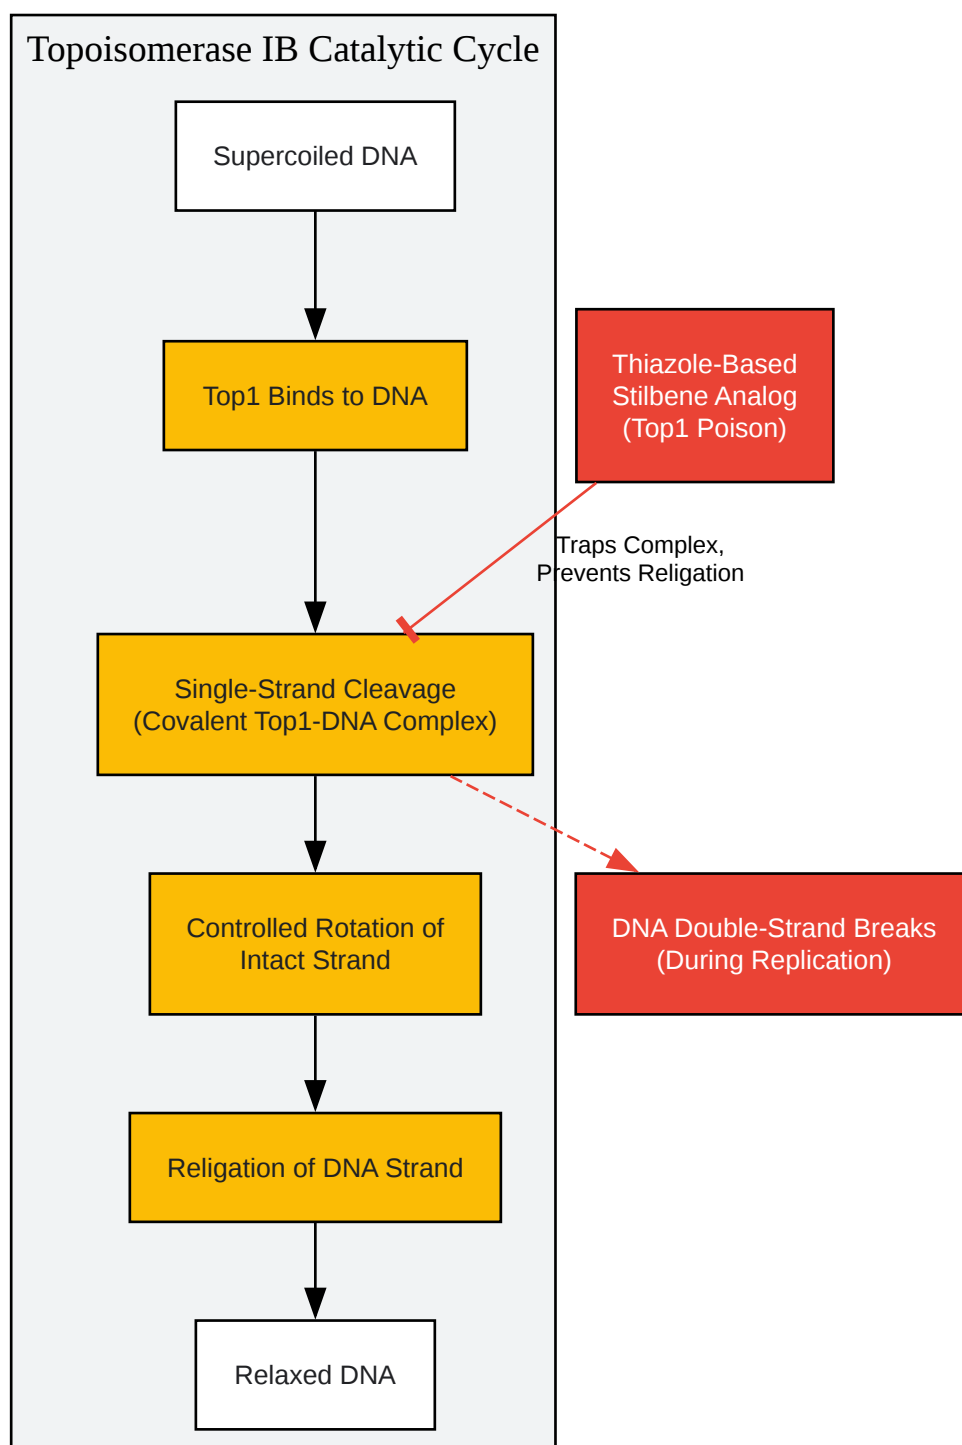 Topoisomerase IB Catalytic Cycle
Supercoiled DNA
Top1 Binds to DNA
Thiazole-Based
Stilbene Analog
(Top1 Poison)
Traps Complex,
Prevents Religation
Single-Strand Cleavage
(Covalent Top1-DNA Complex)
Controlled Rotation of
Intact Strand
DNA Double-Strand Breaks
(During Replication)
Religation of DNA Strand
Relaxed DNA